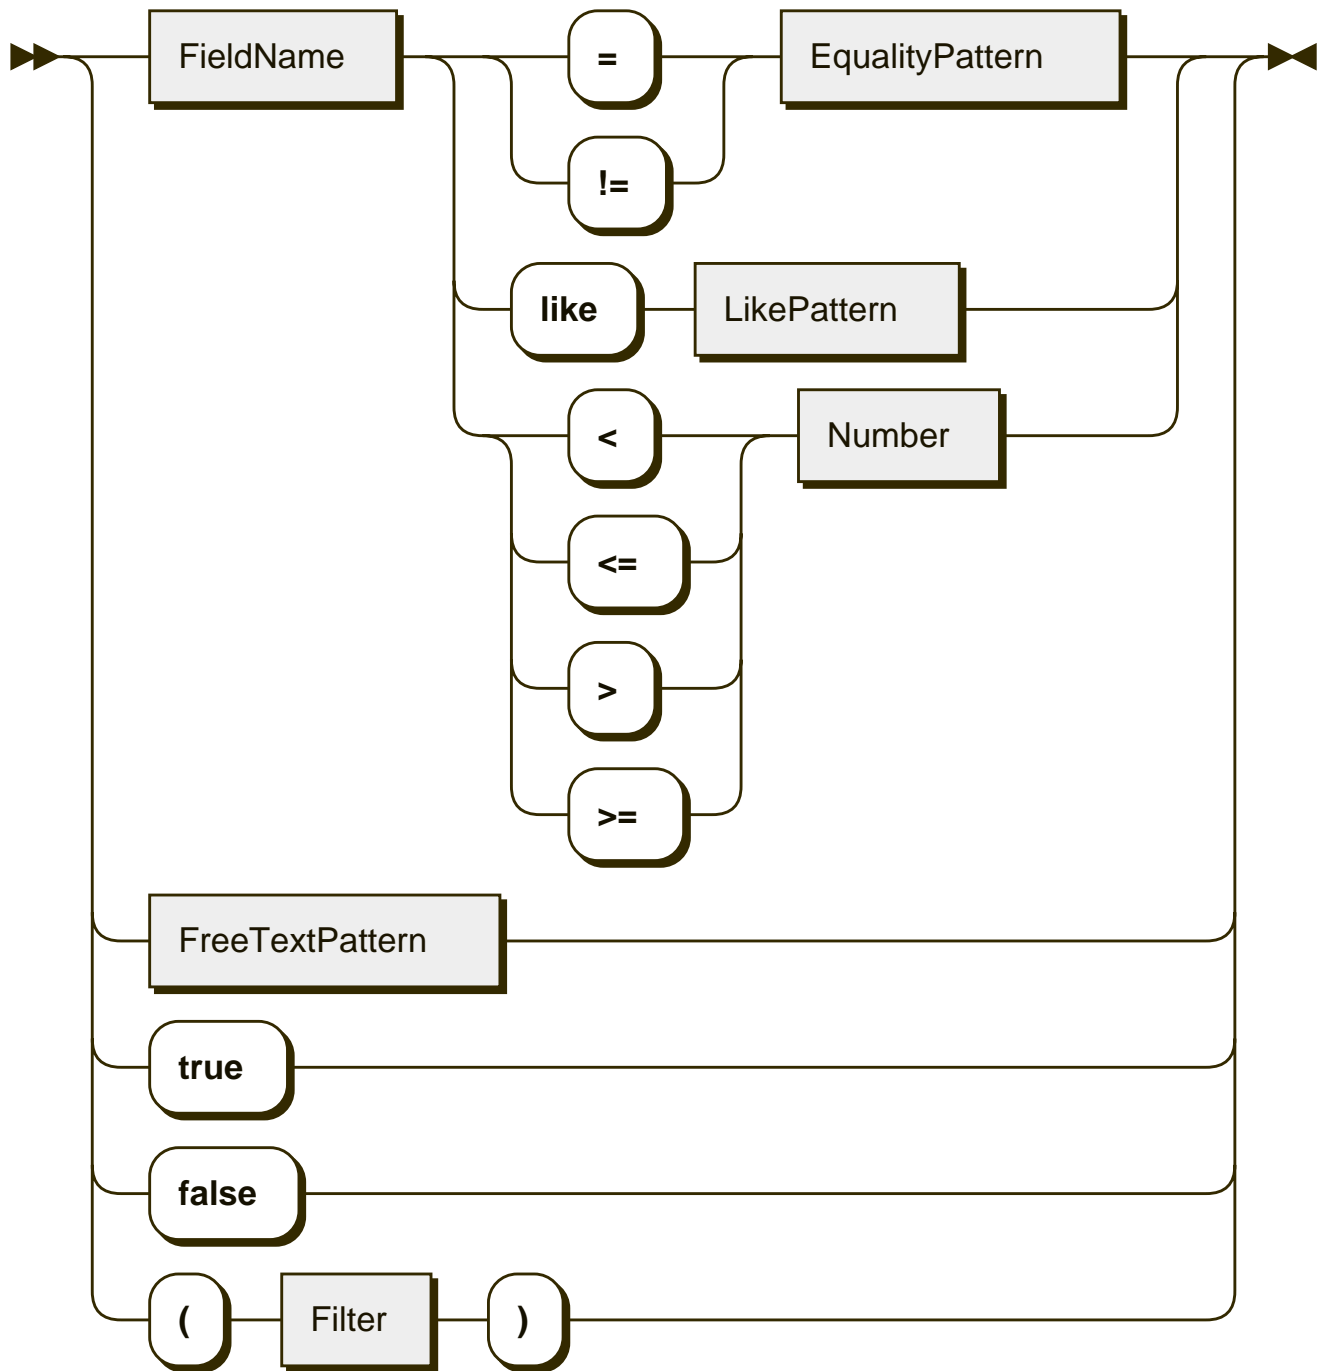 FieldName = EqualityPattern
!=
like LikePattern
< Number
<=
>
>=
FreeTextPattern
true
false
( Filter )